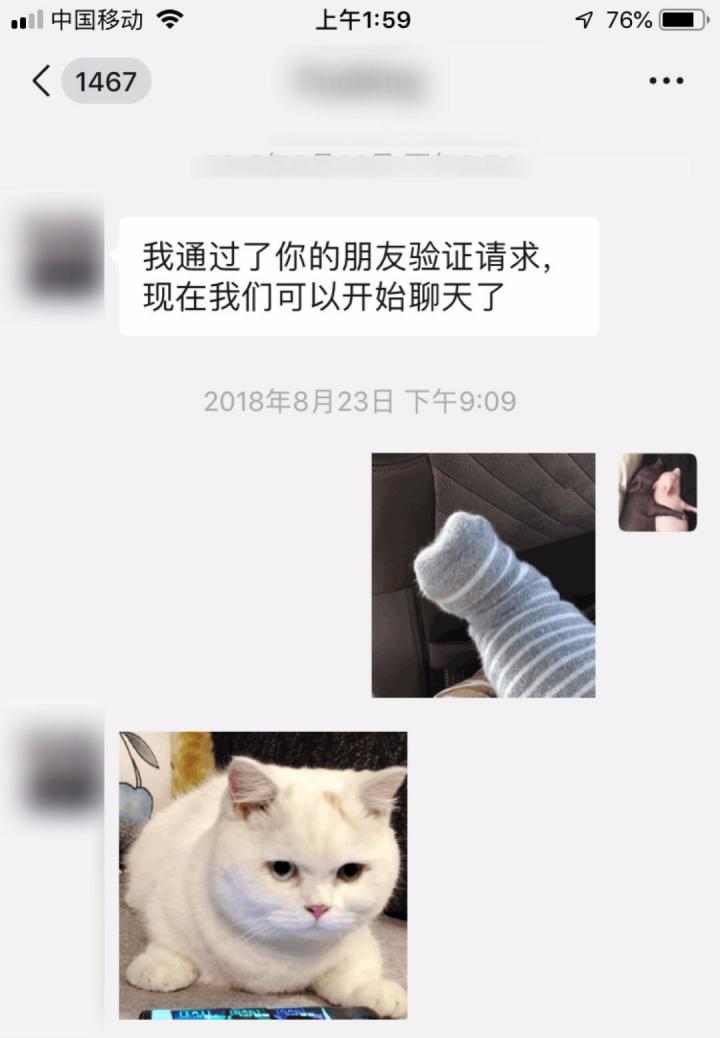 中国移动 上午1:59 76%
1467
我通过了你的朋友验证请求,
现在我们可以开始聊天了
2018年8月23日 下午9:09